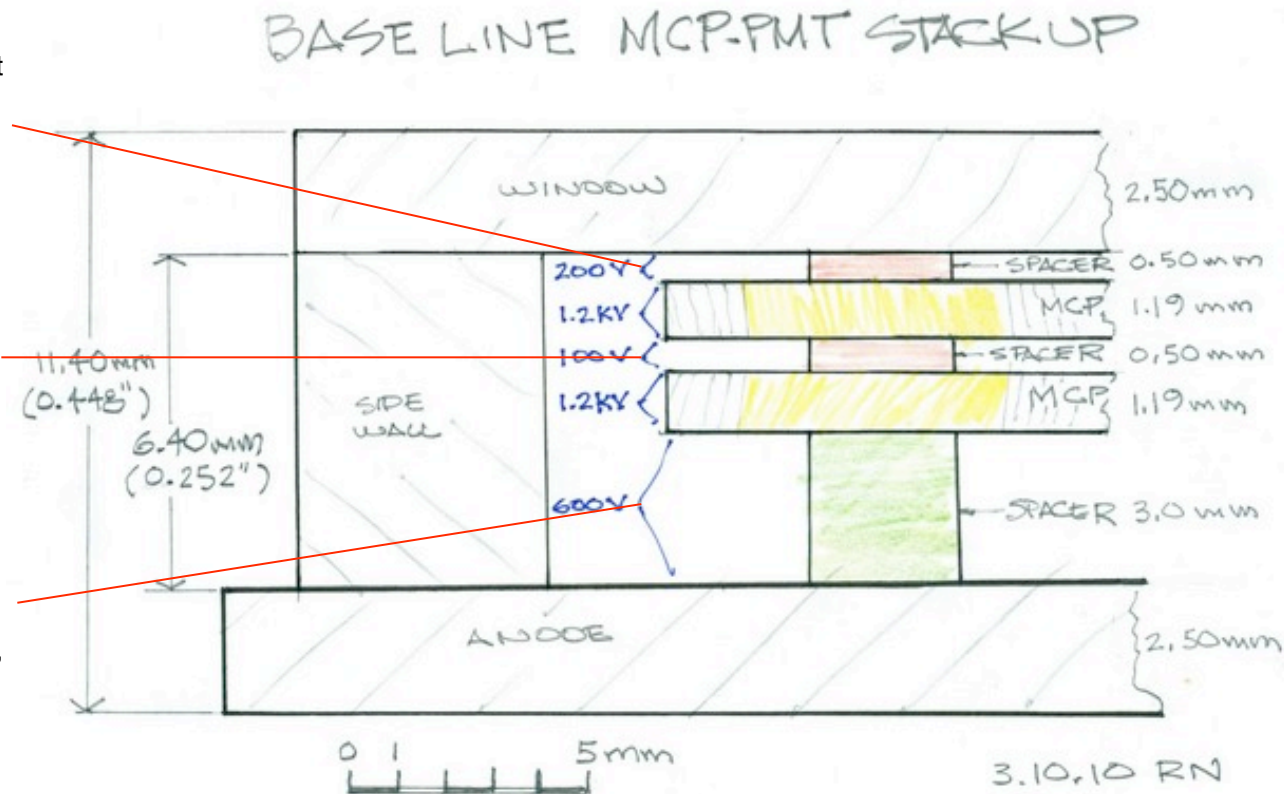 BASE LINE MCP-PMT STACKUP
t
WINDOW
2.50mm
200V
SPACER 0.50mm
1.2KV
MCP 1.19mm
100V
SPACER 0.50mm
11.40mm
(0.448")
1.2KV
MCP 1.19mm
SIDE
WALL
6.40mm
(0.252")
600V
SPACER 3.0mm
ANODE
2.50mm
0 1 5mm
3.10.10 RN